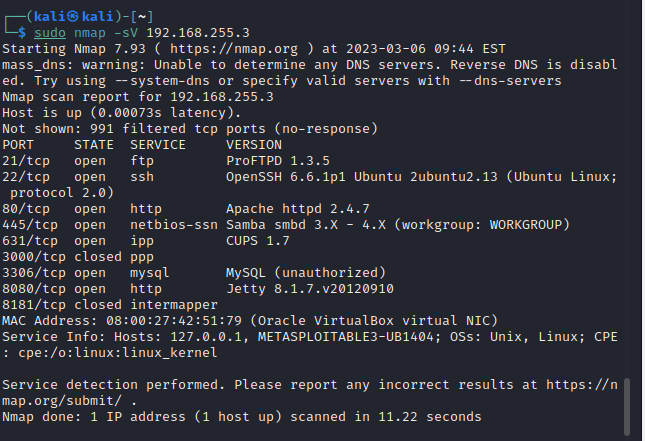 ┌──(kali㉿kali)-[~]
└─$ sudo nmap -sV 192.168.255.3
Starting Nmap 7.93 ( https://nmap.org ) at 2023-03-06 09:44 EST
mass_dns: warning: Unable to determine any DNS servers. Reverse DNS is disabl
ed. Try using --system-dns or specify valid servers with --dns-servers
Nmap scan report for 192.168.255.3
Host is up (0.00073s latency).
Not shown: 991 filtered tcp ports (no-response)
PORT     STATE  SERVICE     VERSION
21/tcp   open   ftp         ProFTPD 1.3.5
22/tcp   open   ssh         OpenSSH 6.6.1p1 Ubuntu 2ubuntu2.13 (Ubuntu Linux;
 protocol 2.0)
80/tcp   open   http        Apache httpd 2.4.7
445/tcp  open   netbios-ssn Samba smbd 3.X - 4.X (workgroup: WORKGROUP)
631/tcp  open   ipp         CUPS 1.7
3000/tcp closed ppp
3306/tcp open   mysql       MySQL (unauthorized)
8080/tcp open   http        Jetty 8.1.7.v20120910
8181/tcp closed intermapper
MAC Address: 08:00:27:42:51:79 (Oracle VirtualBox virtual NIC)
Service Info: Hosts: 127.0.0.1, METASPLOITABLE3-UB1404; OSs: Unix, Linux; CPE
: cpe:/o:linux:linux_kernel
Service detection performed. Please report any incorrect results at https://n
map.org/submit/ .
Nmap done: 1 IP address (1 host up) scanned in 11.22 seconds